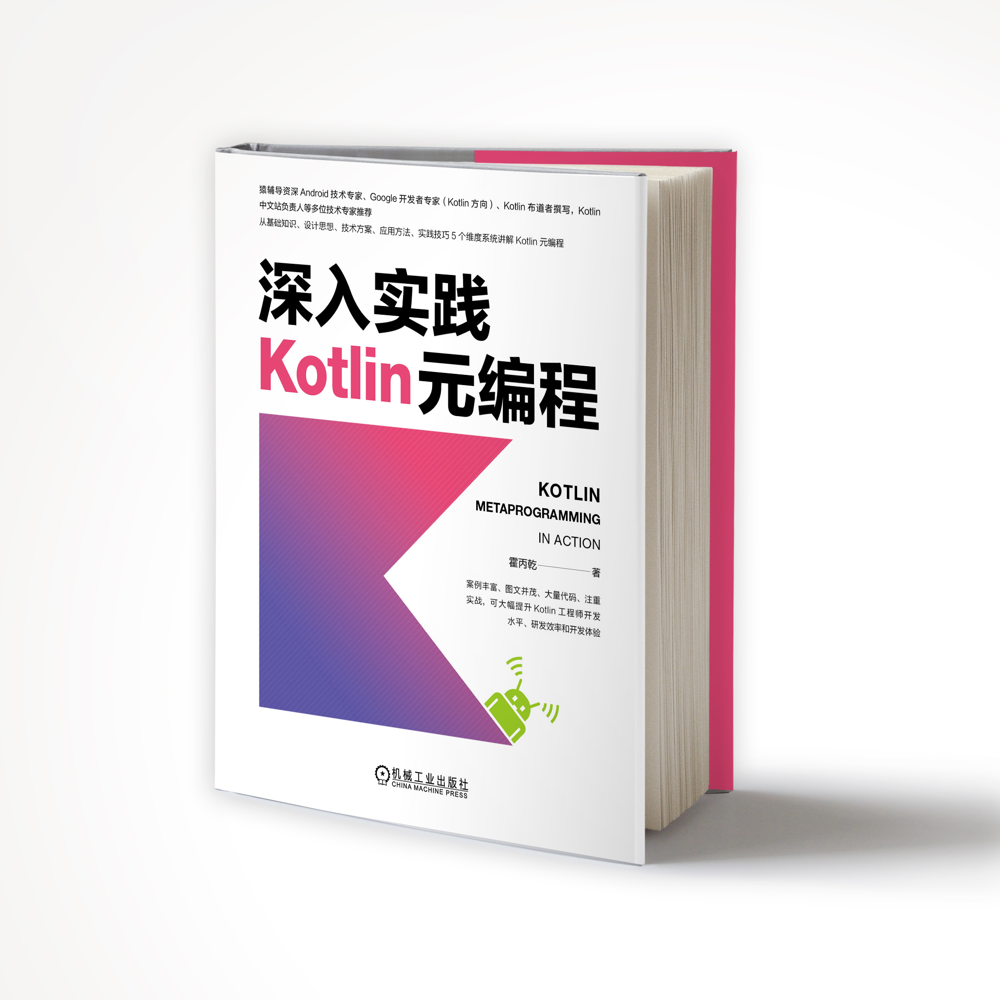 猿辅导资深 Android 技术专家、Google 开发者专家（Kotlin 方向）、Kotlin 布道者撰写，Kotlin
中文站负责人等多位技术专家推荐
从基础知识、设计思想、技术方案、应用方法、实践技巧 5 个维度系统讲解 Kotlin 元编程
深入实践
Kotlin元编程
KOTLIN
METAPROGRAMMING
IN ACTION
霍丙乾 著
案例丰富、图文并茂、大量代码、注重
实战，可大幅提升 Kotlin 工程师开发
水平、研发效率和开发体验
机械工业出版社
CHINA MACHINE PRESS